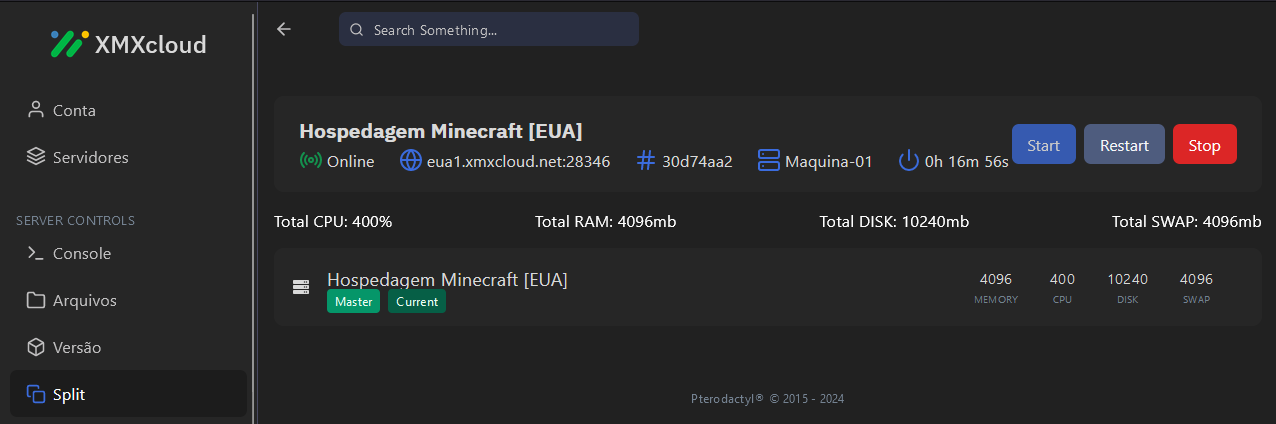 XMXcloud
Search Something...
Conta
Servidores
SERVER CONTROLS
Console
Arquivos
Versão
Split
Hospedagem Minecraft [EUA]
Online eua1.xmxcloud.net:28346 30d74aa2 Maquina-01 0h 16m 56s
Start Restart Stop
Total CPU: 400% Total RAM: 4096mb Total DISK: 10240mb Total SWAP: 4096mb
Hospedagem Minecraft [EUA]
Master Current
4096 400 10240 4096
MEMORY CPU DISK SWAP
Pterodactyl® © 2015 - 2024